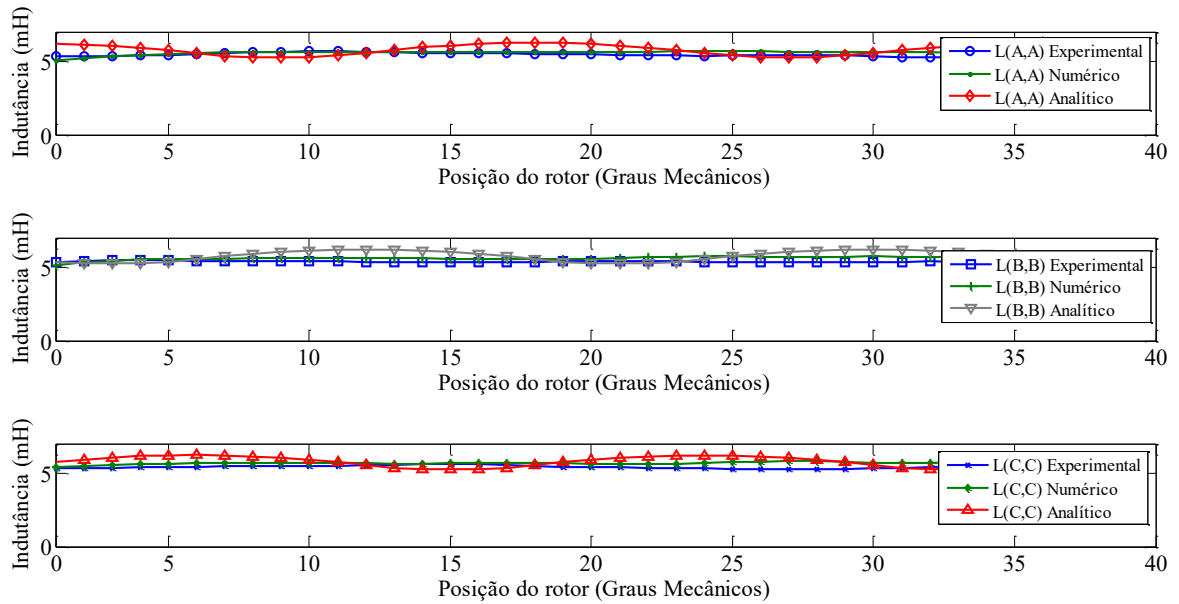 Indutância (mH)
5
0
L(A,A) Experimental
L(A,A) Numérico
L(A,A) Analítico
0 5 10 15 20 25 30 35 40
Posição do rotor (Graus Mecânicos)
Indutância (mH)
5
0
L(B,B) Experimental
L(B,B) Numérico
L(B,B) Analítico
0 5 10 15 20 25 30 35 40
Posição do rotor (Graus Mecânicos)
Indutância (mH)
5
0
L(C,C) Experimental
L(C,C) Numérico
L(C,C) Analítico
0 5 10 15 20 25 30 35 40
Posição do rotor (Graus Mecânicos)